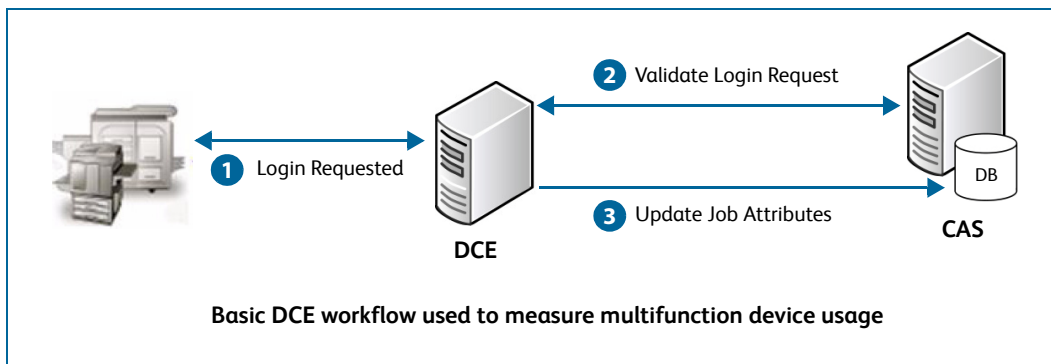 2 Validate Login Request
1 Login Requested
DB
3 Update Job Attributes
DCE
CAS
Basic DCE workflow used to measure multifunction device usage